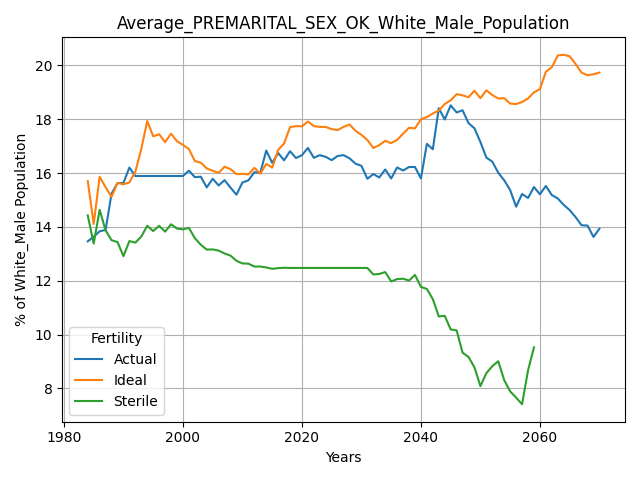 Average_PREMARITAL_SEX_OK_White_Male_Population
% of White_Male Population
20
18
16
14
12
10
8
Fertility
Actual
Ideal
Sterile
1980 2000 2020 2040 2060
Years